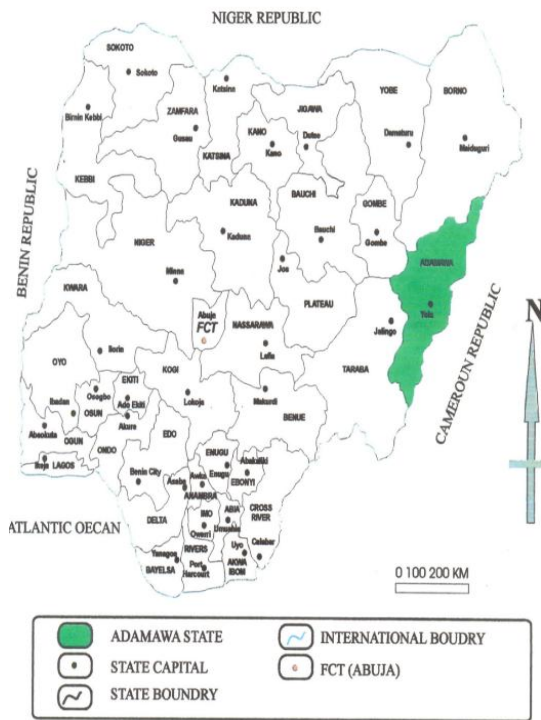 NIGER REPUBLIC
SOKOTO
Sokoto
Katsina
YOBE
BORNO
Birnin Kebbi
ZAMFARA
JIGAWA
Gusau
KANO
Dutse
Damaturu
Kano
Maiduguri
KATSINA
KEBBI
BAUCHI
KADUNA
GOMBE
BENIN REPUBLIC
NIGER
Kaduna
Bauchi
Gombe
ADAMAWA
Jos
Minna
KWARA
PLATEAU
Yola
Abuja
FCT
NASSARAWA
Jalingo
N
Ilorin
Lafia
OYO
KOGI
TARABA
CAMEROUN REPUBLIC
EKITI
Osogbo
Ibadan
Ado Ekiti
Lokoja
Makurdi
OSUN
BENUE
Abeokuta
Akure
OGUN
ONDO
EDO
ENUGU
Abakaliki
Ikeja LAGOS
Benin City
Enugu
EBONYI
Asaba
Awka
ANAMBRA
CROSS
RIVER
ATLANTIC OECAN
IMO
ABIA
DELTA
Owerri
Umuahia
Uyo
Calabar
Yenagoa
RIVERS
BAYELSA
Port
Harcourt
AKWA
IBOM
0 100 200 KM
ADAMAWA STATE
INTERNATIONAL BOUDRY
STATE CAPITAL
FCT (ABUJA)
STATE BOUNDRY